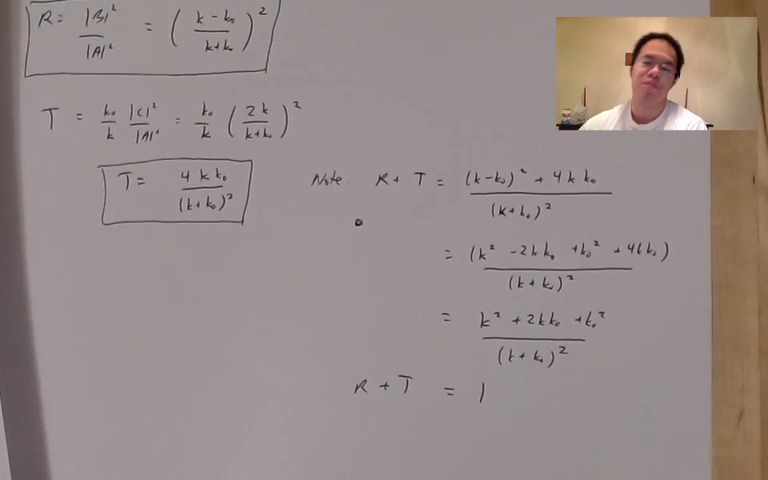 R = |B|² / |A|² = ( (k - k₀) / (k + k₀) )²
T = k₀/k |C|²/|A|² = k₀/k ( 2k / (k + k₀) )²
T = 4 k k₀ / (k + k₀)²
Note: R + T = ( (k - k₀)² + 4 k k₀ ) / (k + k₀)²
= (k² - 2k k₀ + k₀² + 4k k₀) / (k + k₀)²
= k² + 2k k₀ + k₀² / (k + k₀)²
R + T = 1